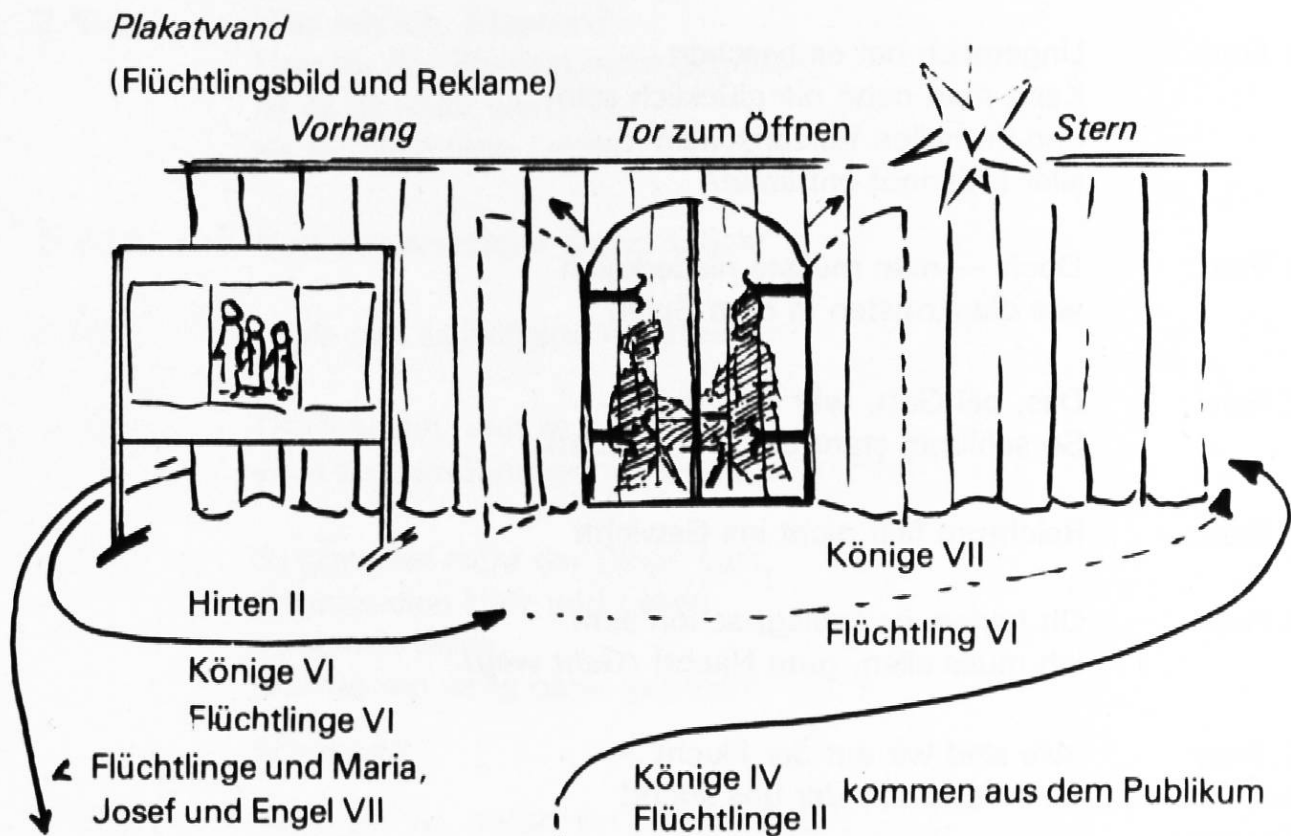 Plakatwand
(Flüchtlingsbild und Reklame)
Vorhang
Tor zum Öffnen
Stern
Könige VII
Hirten II
Flüchtling VI
Könige VI
Flüchtlinge VI
Flüchtlinge und Maria,
Josef und Engel VII
Könige IV
Flüchtlinge II
kommen aus dem Publikum